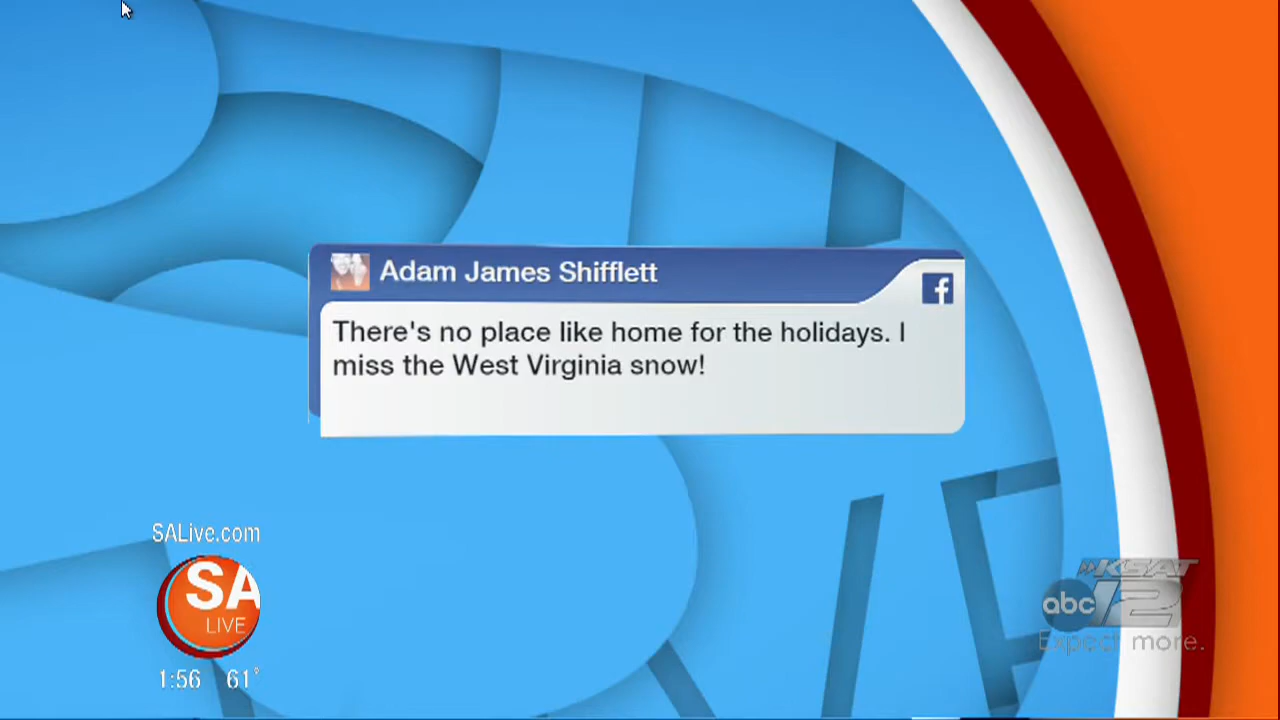 Adam James Shifflett
f
There's no place like home for the holidays. I
miss the West Virginia snow!
SALive.com
SA
LIVE
1:56 61°
KSAT
abc 12
Expect more.